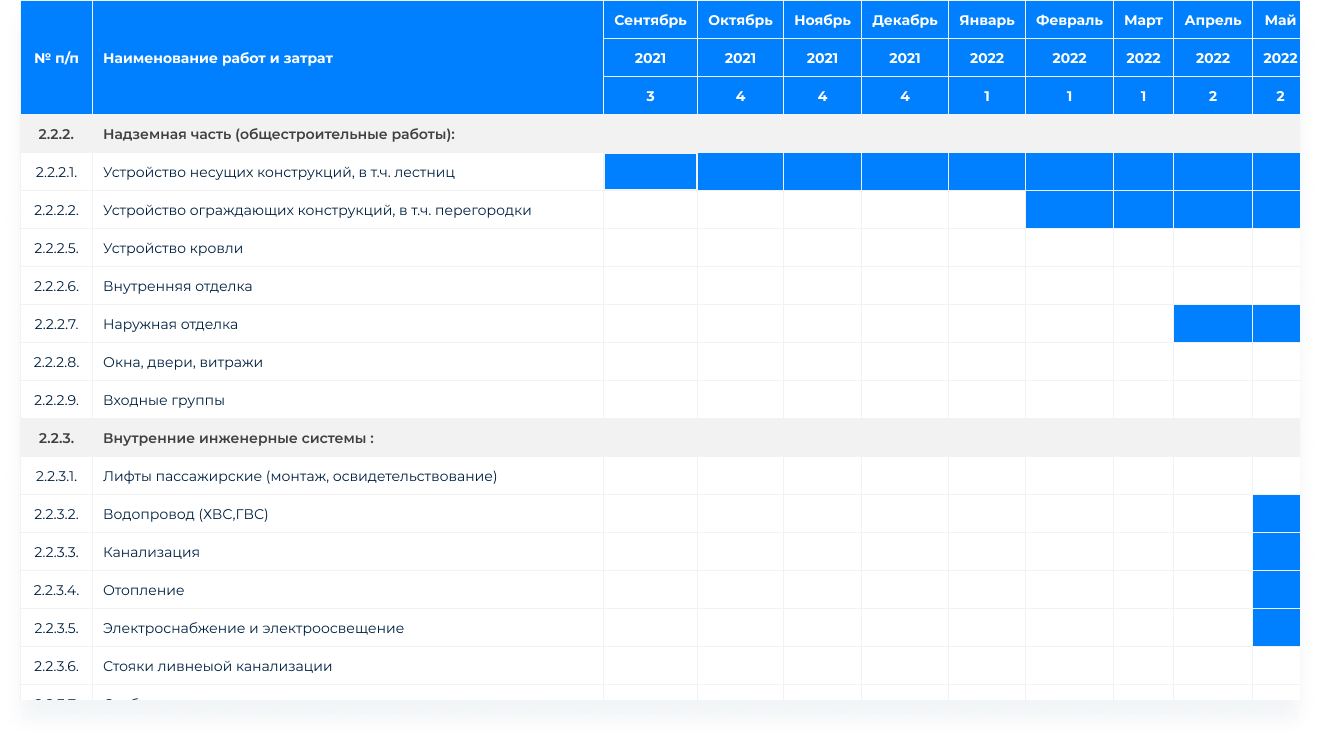 № п/п Наименование работ и затрат Сентябрь Октябрь Ноябрь Декабрь Январь Февраль Март Апрель Май
2021 2021 2021 2021 2022 2022 2022 2022 2022
3 4 4 4 1 1 1 2 2
2.2.2. Надземная часть (общестроительные работы):
2.2.2.1. Устройство несущих конструкций, в т.ч. лестниц
2.2.2.2. Устройство ограждающих конструкций, в т.ч. перегородки
2.2.2.5. Устройство кровли
2.2.2.6. Внутренняя отделка
2.2.2.7. Наружная отделка
2.2.2.8. Окна, двери, витражи
2.2.2.9. Входные группы
2.2.3. Внутренние инженерные системы :
2.2.3.1. Лифты пассажирские (монтаж, освидетельствование)
2.2.3.2. Водопровод (ХВС,ГВС)
2.2.3.3. Канализация
2.2.3.4. Отопление
2.2.3.5. Электроснабжение и электроосвещение
2.2.3.6. Стояки ливнеыой канализации